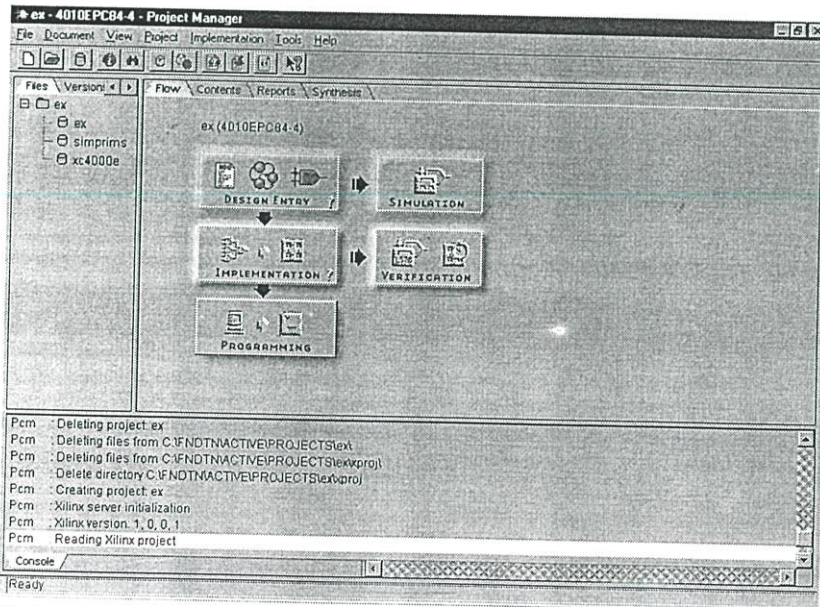 ex - 4010EPC84-4 - Project Manager
File Document View Project Implementation Tools Help
Files Versions Flow Contents Reports Synthesis
ex
ex
simprims
xc4000e
ex (4010EPC84-4)
DESIGN ENTRY
SIMULATION
IMPLEMENTATION ?
VERIFICATION
PROGRAMMING
Pcm : Deleting project: ex
Pcm : Deleting files from C:\FNDTN\ACTIVE\PROJECTS\ex\
Pcm : Deleting files from C:\FNDTN\ACTIVE\PROJECTS\ex\xproj\
Pcm : Delete directory C:\FNDTN\ACTIVE\PROJECTS\ex\xproj
Pcm : Creating project: ex
Pcm : Xilinx server initialization
Pcm : Xilinx version: 1, 0, 0, 1
Pcm : Reading Xilinx project
Console
Ready